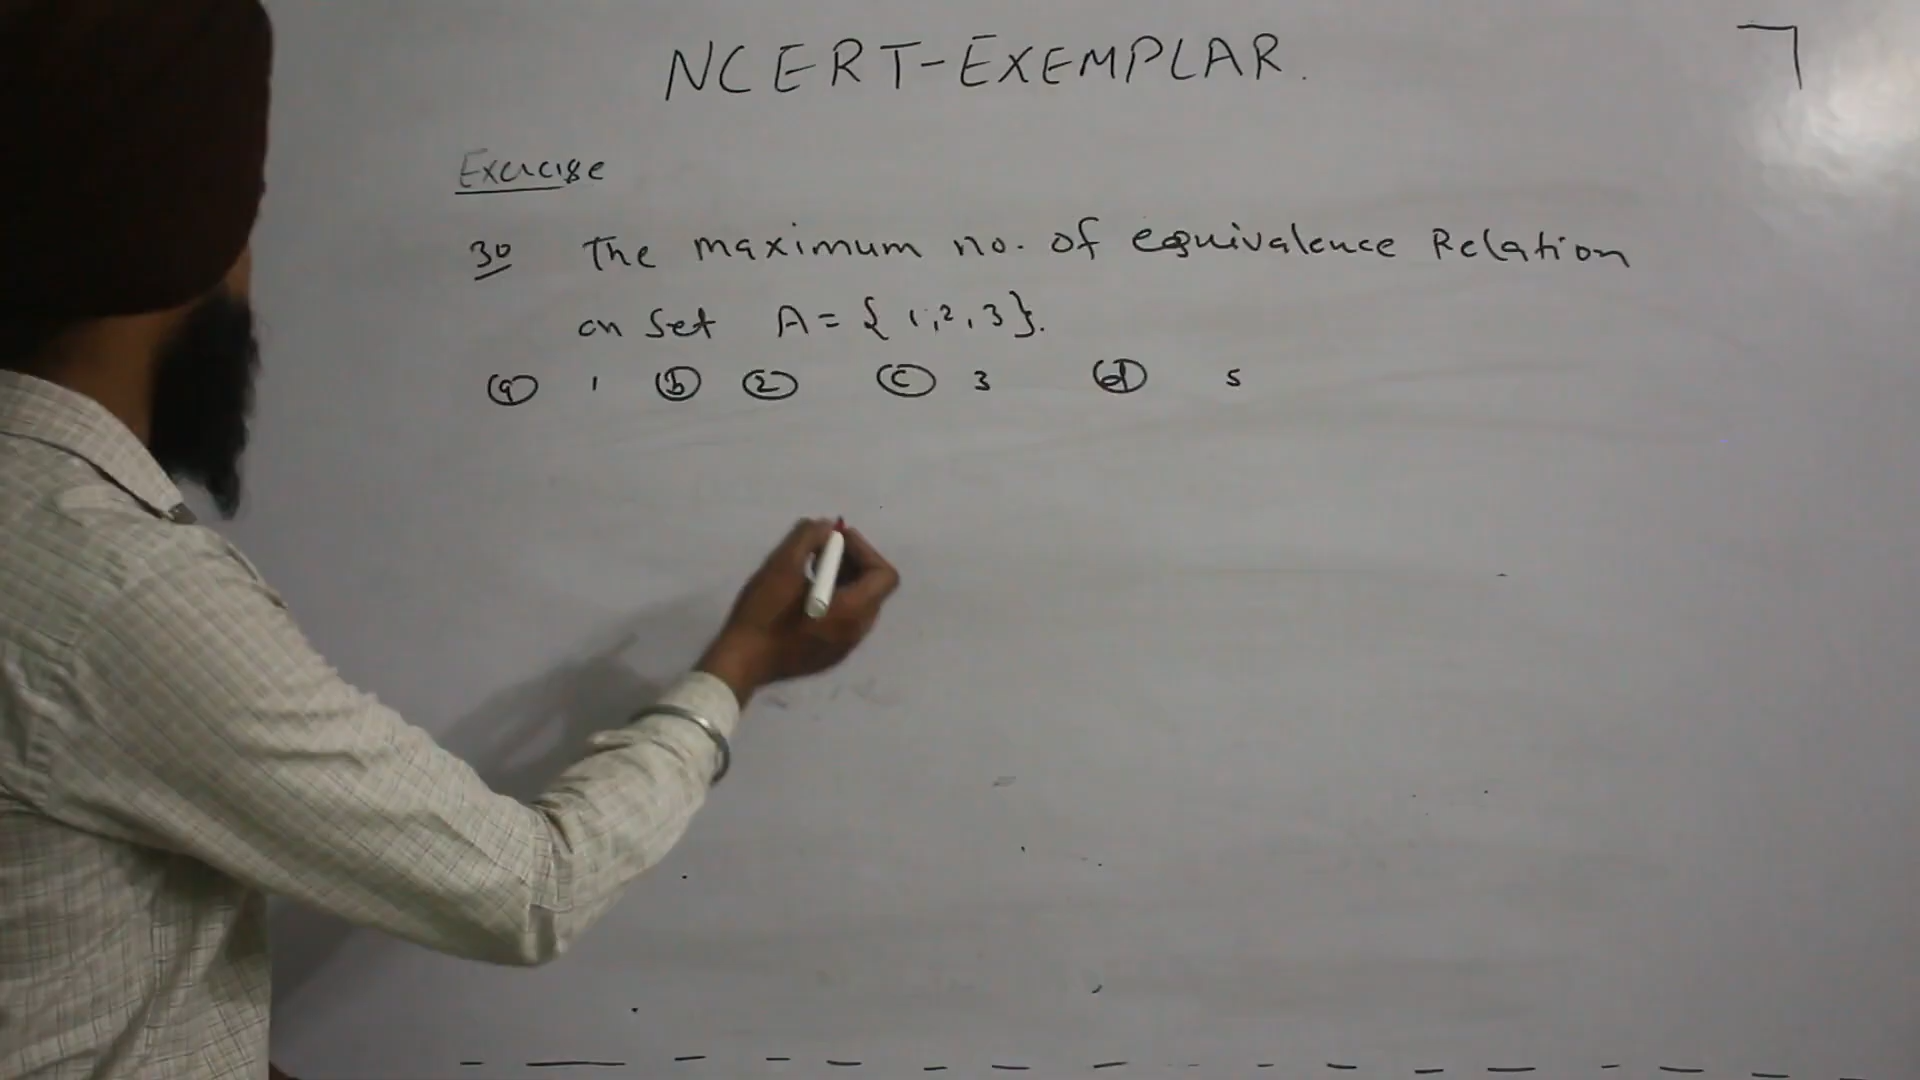 NCERT-EXEMPLAR.
Exercise
30 The maximum no. of equivalence Relation
on Set A = { 1, 2, 3 }.
(a) 1 (b) 2 (c) 3 (d) 5